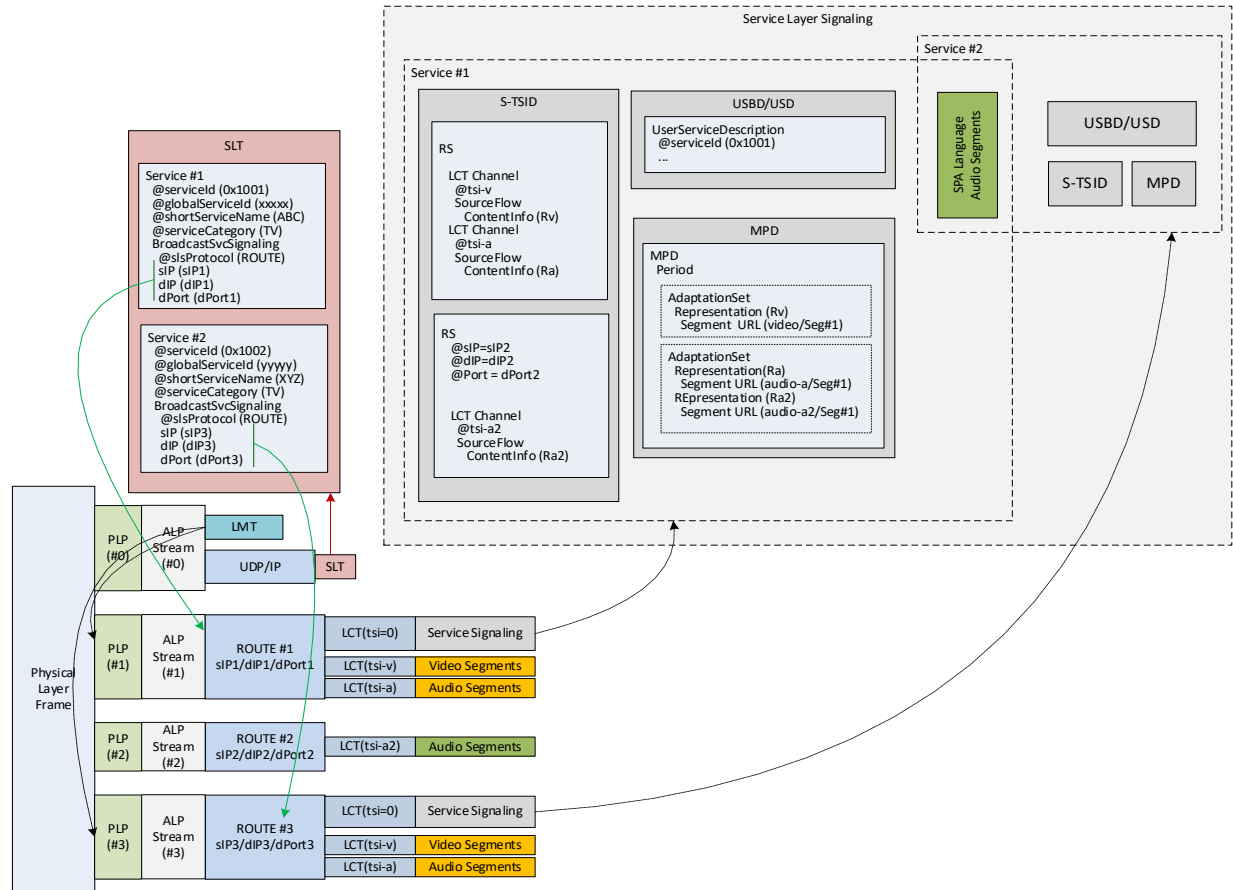 Service Layer Signaling
Service #2
Service #1
S-TSID
RS
LCT Channel
@tsi-v
SourceFlow
ContentInfo (Rv)
LCT Channel
@tsi-a
SourceFlow
ContentInfo (Ra)
RS
@sIP=sIP2
@dIP=dIP2
@Port = dPort2
LCT Channel
@tsi-a2
SourceFlow
ContentInfo (Ra2)
USBD/USD
UserServiceDescription
@serviceId (0x1001)
...
MPD
MPD
Period
AdaptationSet
Representation (Rv)
Segment URL (video/Seg#1)
AdaptationSet
Representation(Ra)
Segment URL (audio-a/Seg#1)
REpresentation (Ra2)
Segment URL (audio-a2/Seg#1)
SPA Language
Audio Segments
USBD/USD
S-TSID
MPD
SLT
Service #1
@serviceId (0x1001)
@globalServiceId (xxxxx)
@shortServiceName (ABC)
@serviceCategory (TV)
BroadcastSvcSignaling
@slsProtocol (ROUTE)
sIP (sIP1)
dIP (dIP1)
dPort (dPort1)
Service #2
@serviceId (0x1002)
@globalServiceId (yyyyy)
@shortServiceName (XYZ)
@serviceCategory (TV)
BroadcastSvcSignaling
@slsProtocol (ROUTE)
sIP (sIP3)
dIP (dIP3)
dPort (dPort3)
Physical
Layer
Frame
PLP
(#0)
ALP
Stream
(#0)
LMT
UDP/IP
SLT
PLP
(#1)
ALP
Stream
(#1)
ROUTE #1
sIP1/dIP1/dPort1
LCT(tsi=0)
Service Signaling
LCT(tsi-v)
Video Segments
LCT(tsi-a)
Audio Segments
PLP
(#2)
ALP
Stream
(#2)
ROUTE #2
sIP2/dIP2/dPort2
LCT(tsi-a2)
Audio Segments
PLP
(#3)
ALP
Stream
(#3)
ROUTE #3
sIP3/dIP3/dPort3
LCT(tsi=0)
Service Signaling
LCT(tsi-v)
Video Segments
LCT(tsi-a)
Audio Segments